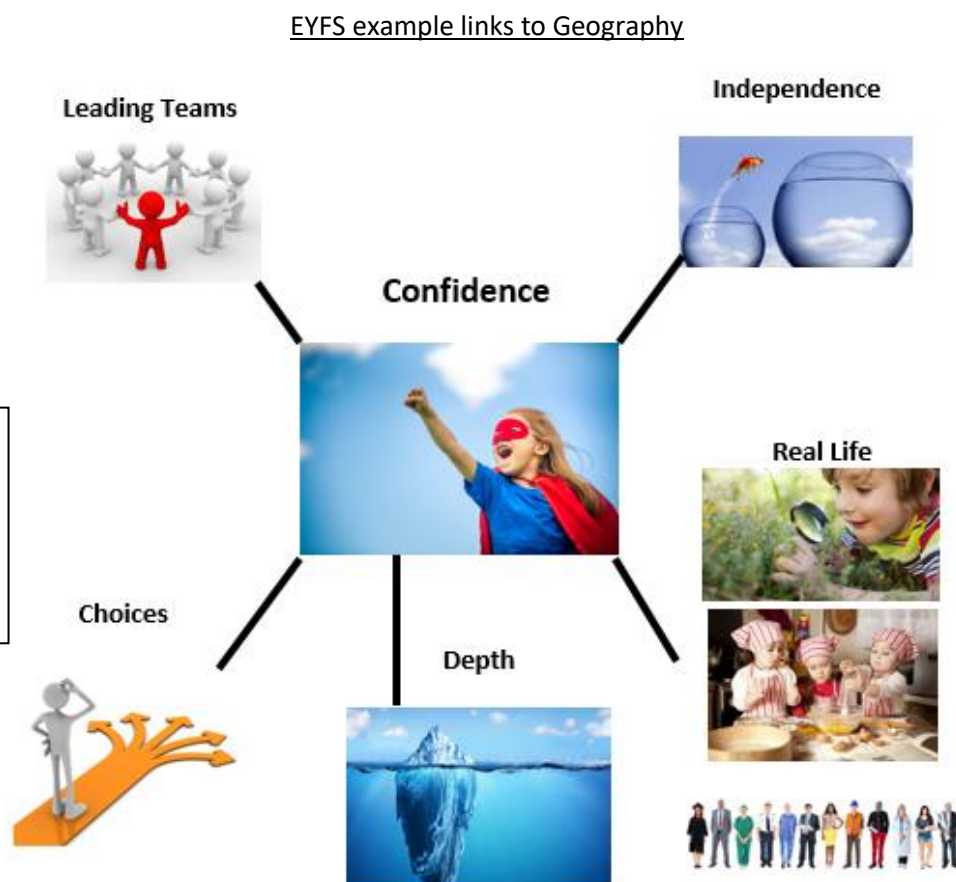 EYFS example links to Geography
Leading Teams
Independence
Confidence
Real Life
Choices
Depth